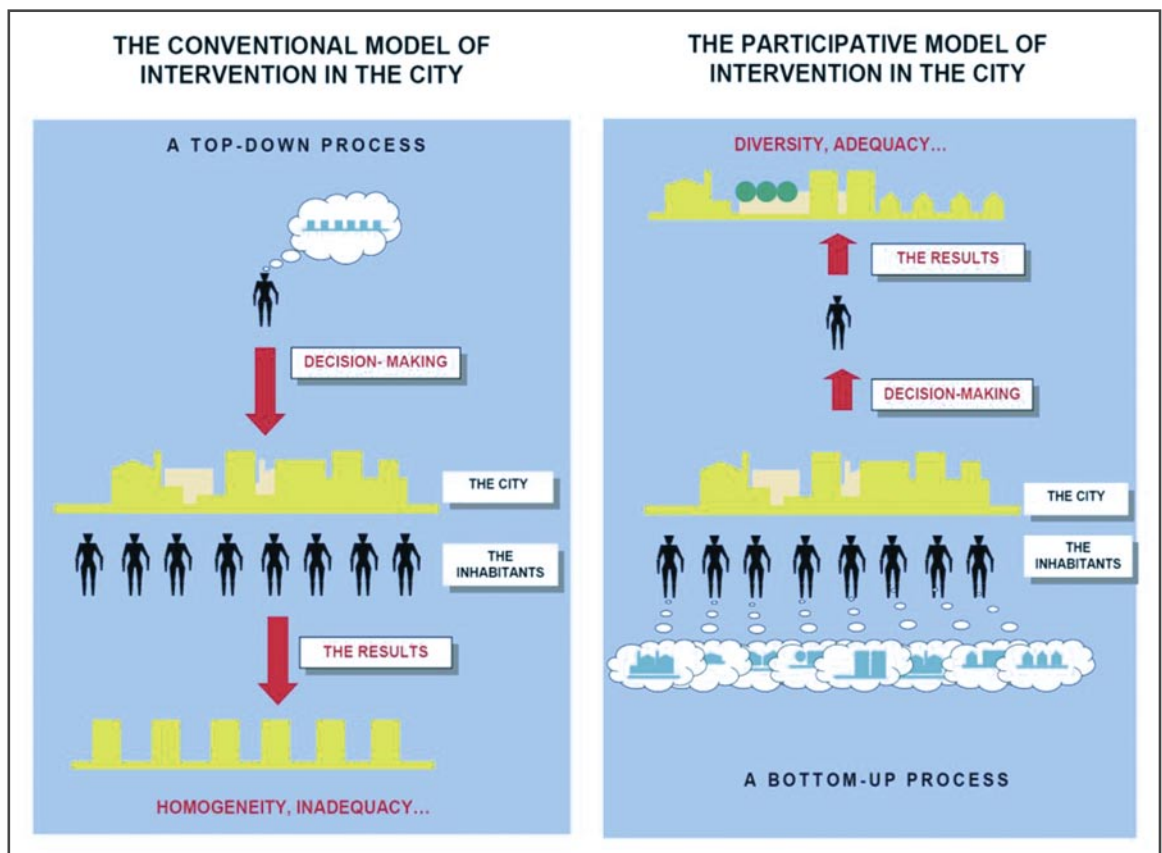 THE CONVENTIONAL MODEL OF
INTERVENTION IN THE CITY
A TOP-DOWN PROCESS
DECISION- MAKING
THE CITY
THE
INHABITANTS
THE RESULTS
HOMOGENEITY, INADEQUACY...
THE PARTICIPATIVE MODEL OF
INTERVENTION IN THE CITY
DIVERSITY, ADEQUACY...
THE RESULTS
DECISION-MAKING
THE CITY
THE
INHABITANTS
A BOTTOM-UP PROCESS